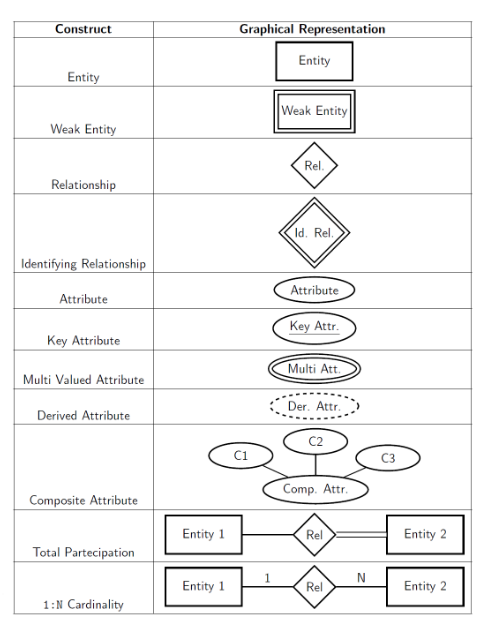 Construct Graphical Representation
Entity
Entity
Weak Entity
Weak Entity
Rel.
Relationship
Id. Rel.
Identifying Relationship
Attribute
Attribute
Key Attr.
Key Attribute
Multi Att.
Multi Valued Attribute
Der. Attr.
Derived Attribute
C2
C1 C3
Comp. Attr.
Composite Attribute
Entity 1 Rel Entity 2
Total Partecipation
1 N
Entity 1 Rel Entity 2
1:N Cardinality